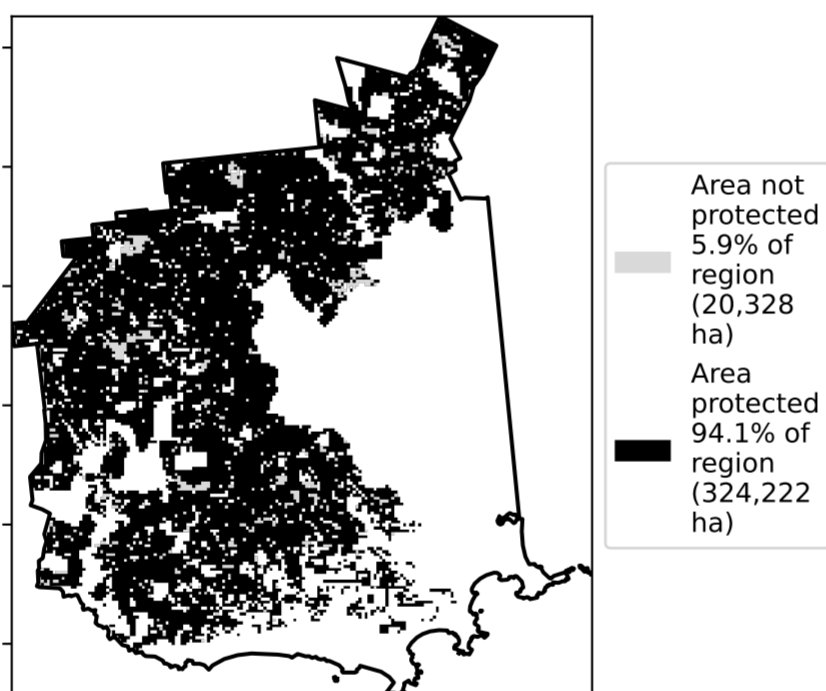 Area not
protected
5.9% of
region
(20,328
ha)
Area
protected
94.1% of
region
(324,222
ha)